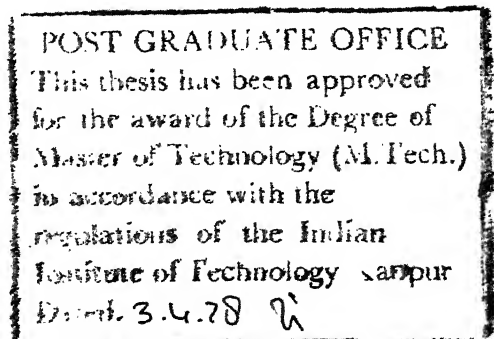 POST GRADUATE OFFICE
This thesis has been approved
for the award of the Degree of
Master of Technology (M.Tech.)
in accordance with the
regulations of the Indian
Institute of Technology Kanpur
Dated. 3.4.78